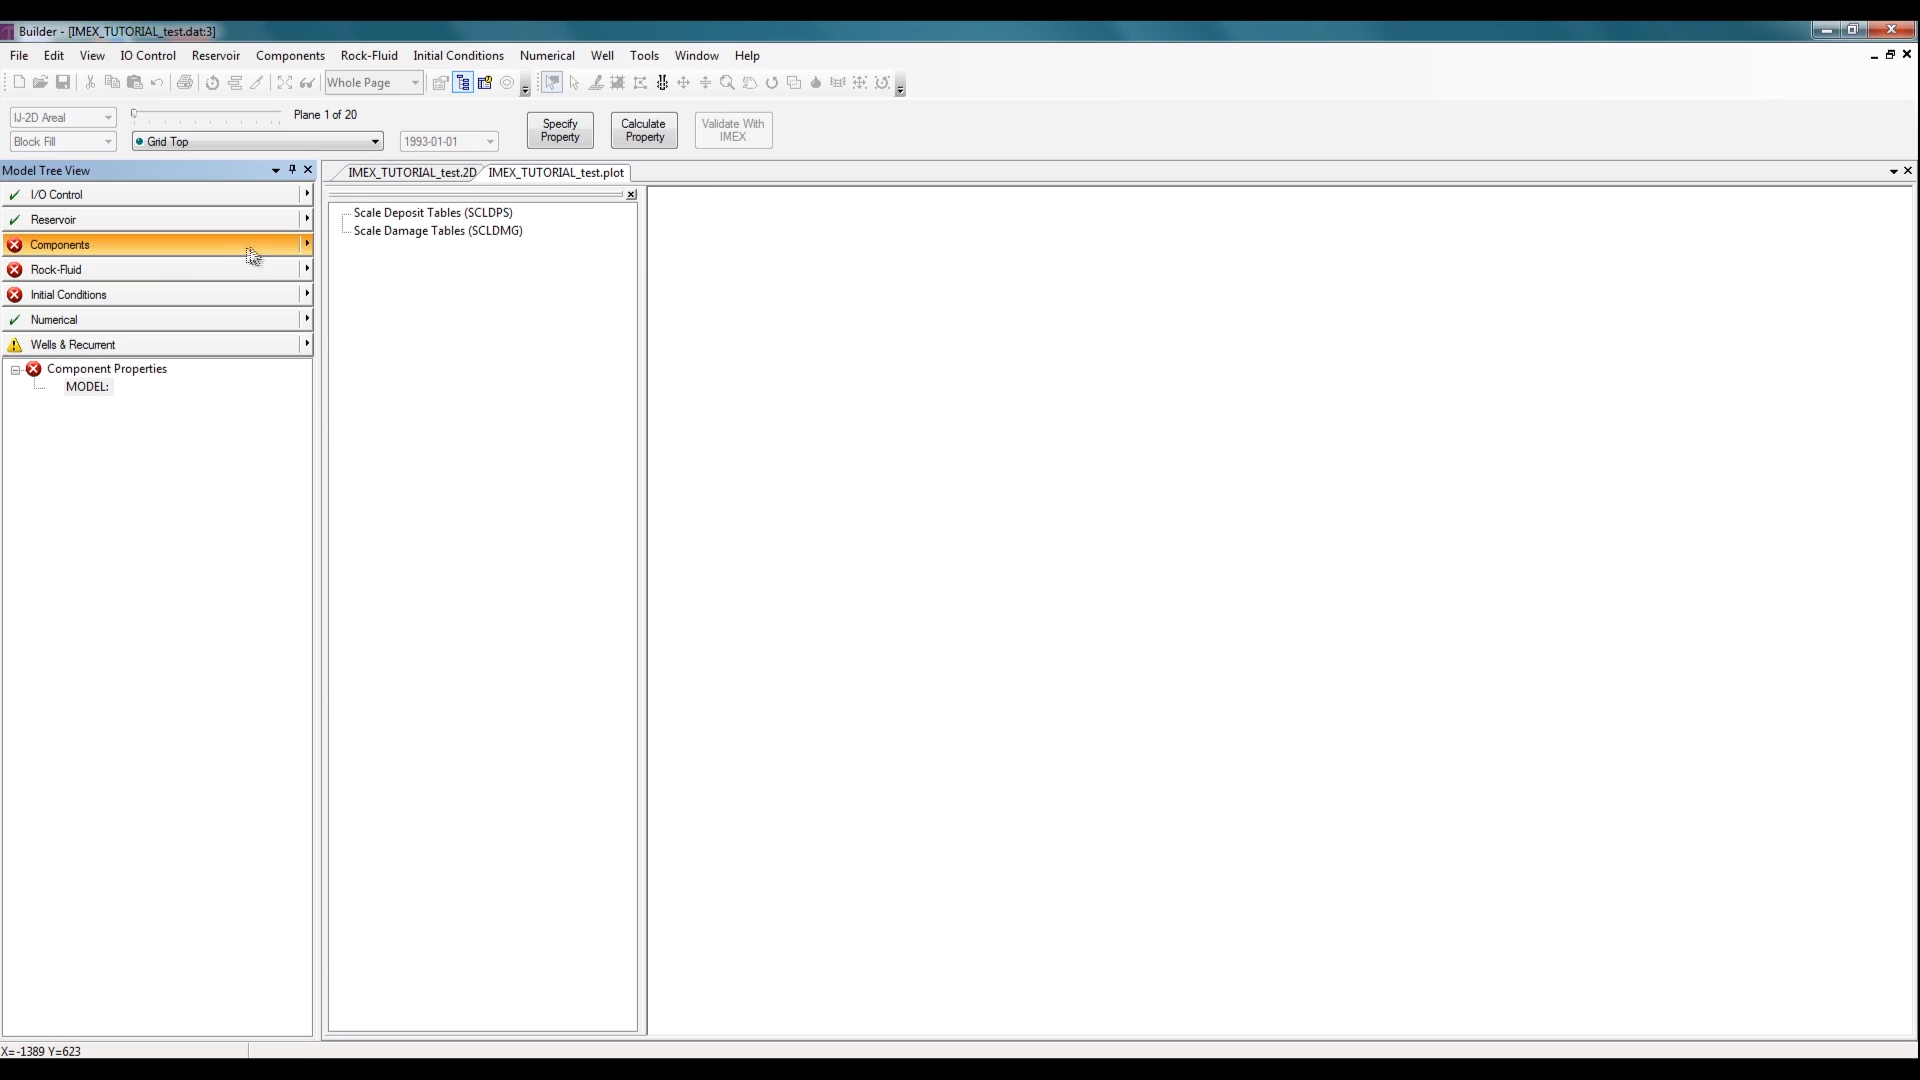 Builder - [IMEX_TUTORIAL_test.dat:3]
File Edit View IO Control Reservoir Components Rock-Fluid Initial Conditions Numerical Well Tools Window Help
Whole Page
IJ-2D Areal
Plane 1 of 20
Block Fill
Grid Top
1993-01-01
Specify Property
Calculate Property
Validate With IMEX
Model Tree View
IMEX_TUTORIAL_test.2D
IMEX_TUTORIAL_test.plot
I/O Control
Reservoir
Components
Rock-Fluid
Initial Conditions
Numerical
Wells & Recurrent
Component Properties
MODEL:
Scale Deposit Tables (SCLDPS)
Scale Damage Tables (SCLDMG)
X=-1389 Y=623